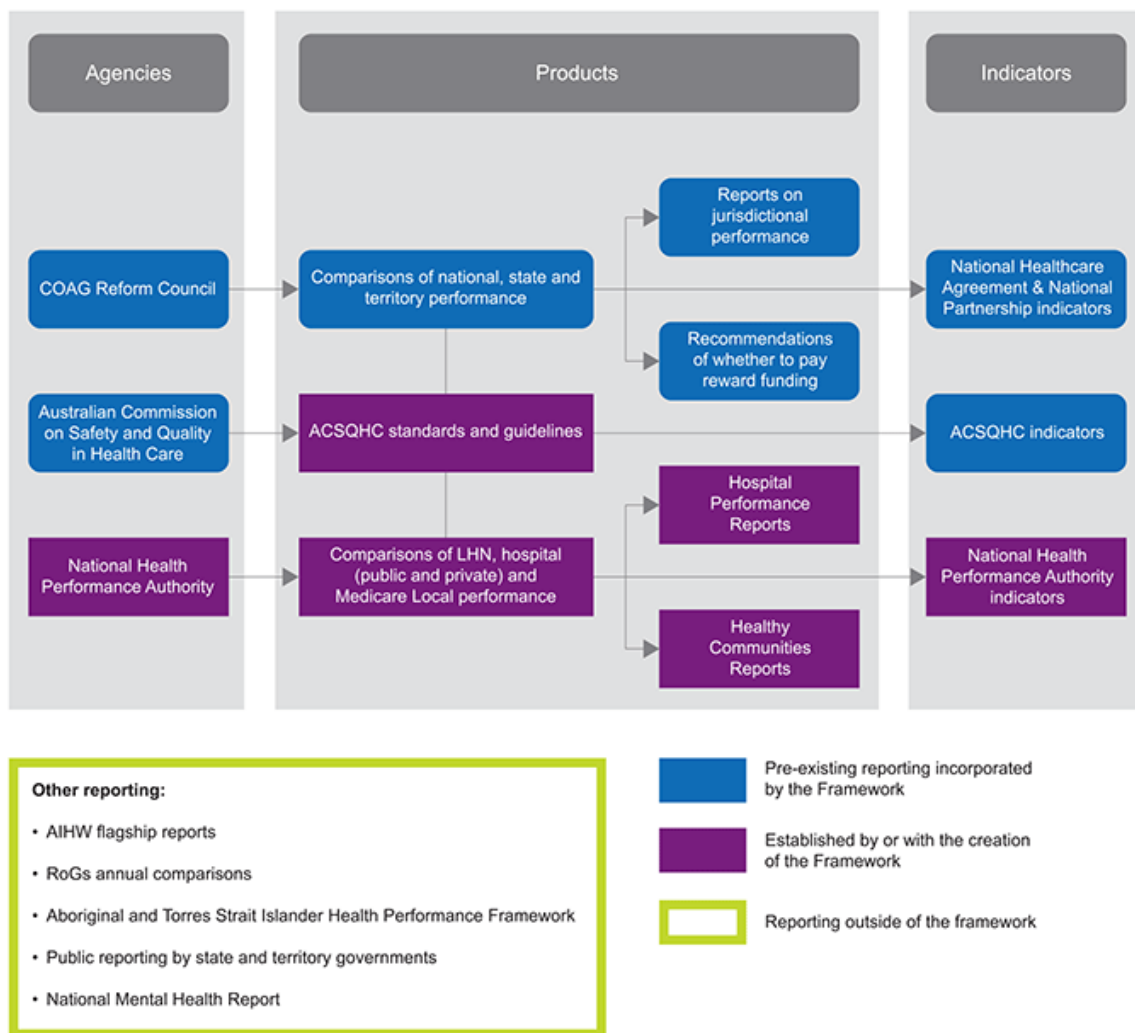 Agencies
Products
Indicators
Reports on
jurisdictional
performance
COAG Reform Council
Comparisons of national, state and
territory performance
National Healthcare
Agreement & National
Partnership indicators
Recommendations
of whether to pay
reward funding
Australian Commission
on Safety and Quality
in Health Care
ACSQHC standards and guidelines
ACSQHC indicators
Hospital
Performance
Reports
National Health
Performance Authority
Comparisons of LHN, hospital
(public and private) and
Medicare Local performance
National Health
Performance Authority
indicators
Healthy
Communities
Reports
Other reporting:
• AIHW flagship reports
• RoGs annual comparisons
• Aboriginal and Torres Strait Islander Health Performance Framework
• Public reporting by state and territory governments
• National Mental Health Report
Pre-existing reporting incorporated
by the Framework
Established by or with the creation
of the Framework
Reporting outside of the framework